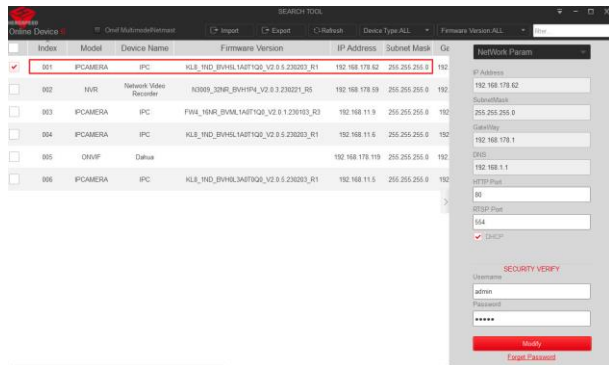 SEARCH TOOL
Online Device:6
Import Export Refresh Device Type:ALL Firmware Version:ALL
Index Model Device Name Firmware Version IP Address Subnet Mask
001 IPCAMERA IPC KL8_1ND_BVH5L1A0T1Q0_V2.0.5.230203_R1 192.168.178.62 255.255.255.0 192
002 NVR Network Video Recorder N3009_32NR_BVH1P4_V2.0.3.230221_R5 192.168.178.59 255.255.255.0 192
003 IPCAMERA IPC FW4_16NR_BVML1A0T1Q0_V2.0.1.230103_R3 192.168.11.9 255.255.255.0 192
004 IPCAMERA IPC KL8_1ND_BVH5L1A0T1Q0_V2.0.5.230203_R1 192.168.11.6 255.255.255.0 192
005 ONVIF Dahua 192.168.178.119 255.255.255.0 192
006 IPCAMERA IPC KL8_1ND_BVH0L3A0T0Q0_V2.0.5.230203_R1 192.168.11.5 255.255.255.0 192
NetWork Param
IP Address
192.168.178.62
SubnetMask
255.255.255.0
GateWay
192.168.178.1
DNS
192.168.1.1
HTTP Port
80
RTSP Port
554
DHCP
SECURITY VERIFY
Username
admin
Password
Modify
Forget Password